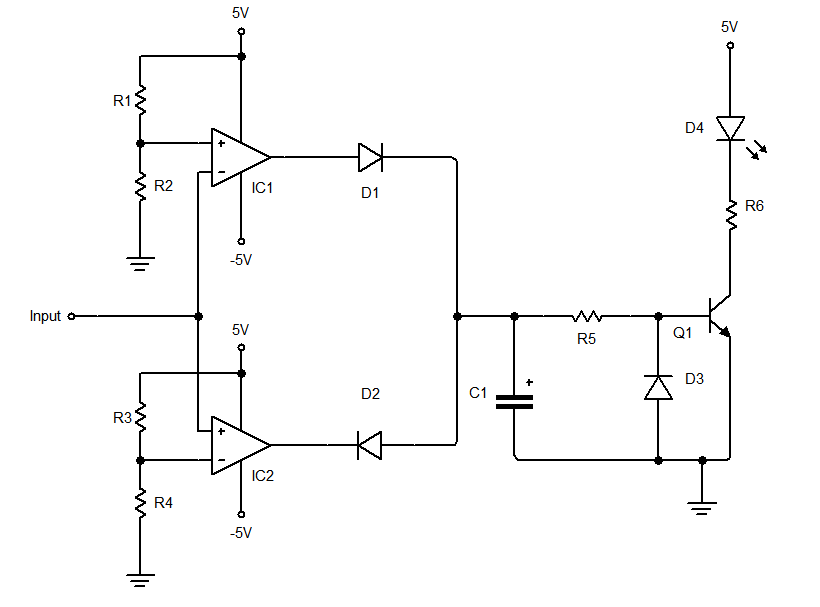 5V
5V
R1
D4
+
-
R2
IC1
D1
R6
-5V
Input
5V
Q1
R5
D3
+
D2
C1
R3
+
-
IC2
R4
-5V